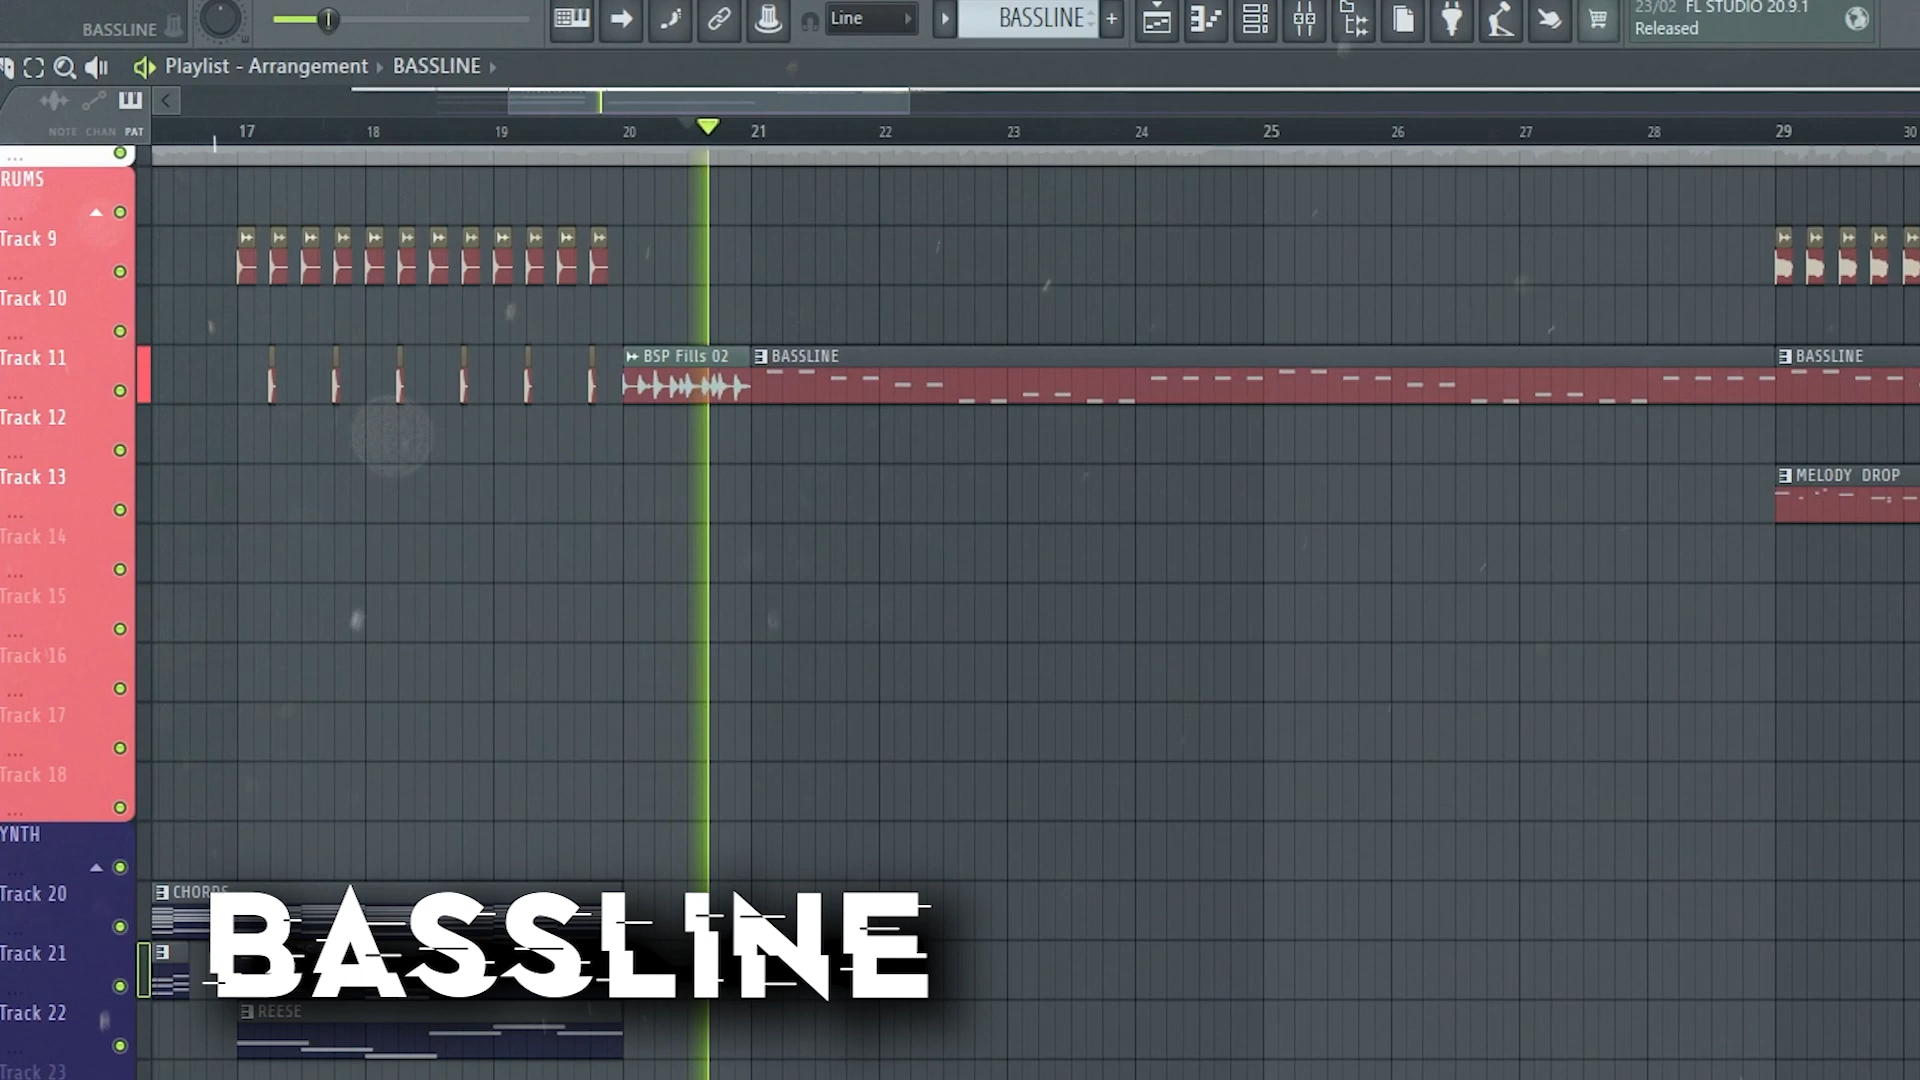 BASSLINE
Line
BASSLINE
+
23/02 FL STUDIO 20.9.1
Released
Playlist - Arrangement
BASSLINE
NOTE CHAN PAT
17 18 19 20 21 22 23 24 25 26 27 28 29 30
RUMS
Track 9
Track 10
Track 11
BSP Fills 02
BASSLINE
BASSLINE
Track 12
Track 13
MELODY DROP
Track 14
Track 15
Track 16
Track 17
Track 18
YNTH
Track 20
CHORDS
BASSLINE
Track 21
Track 22
REESE
Track 23